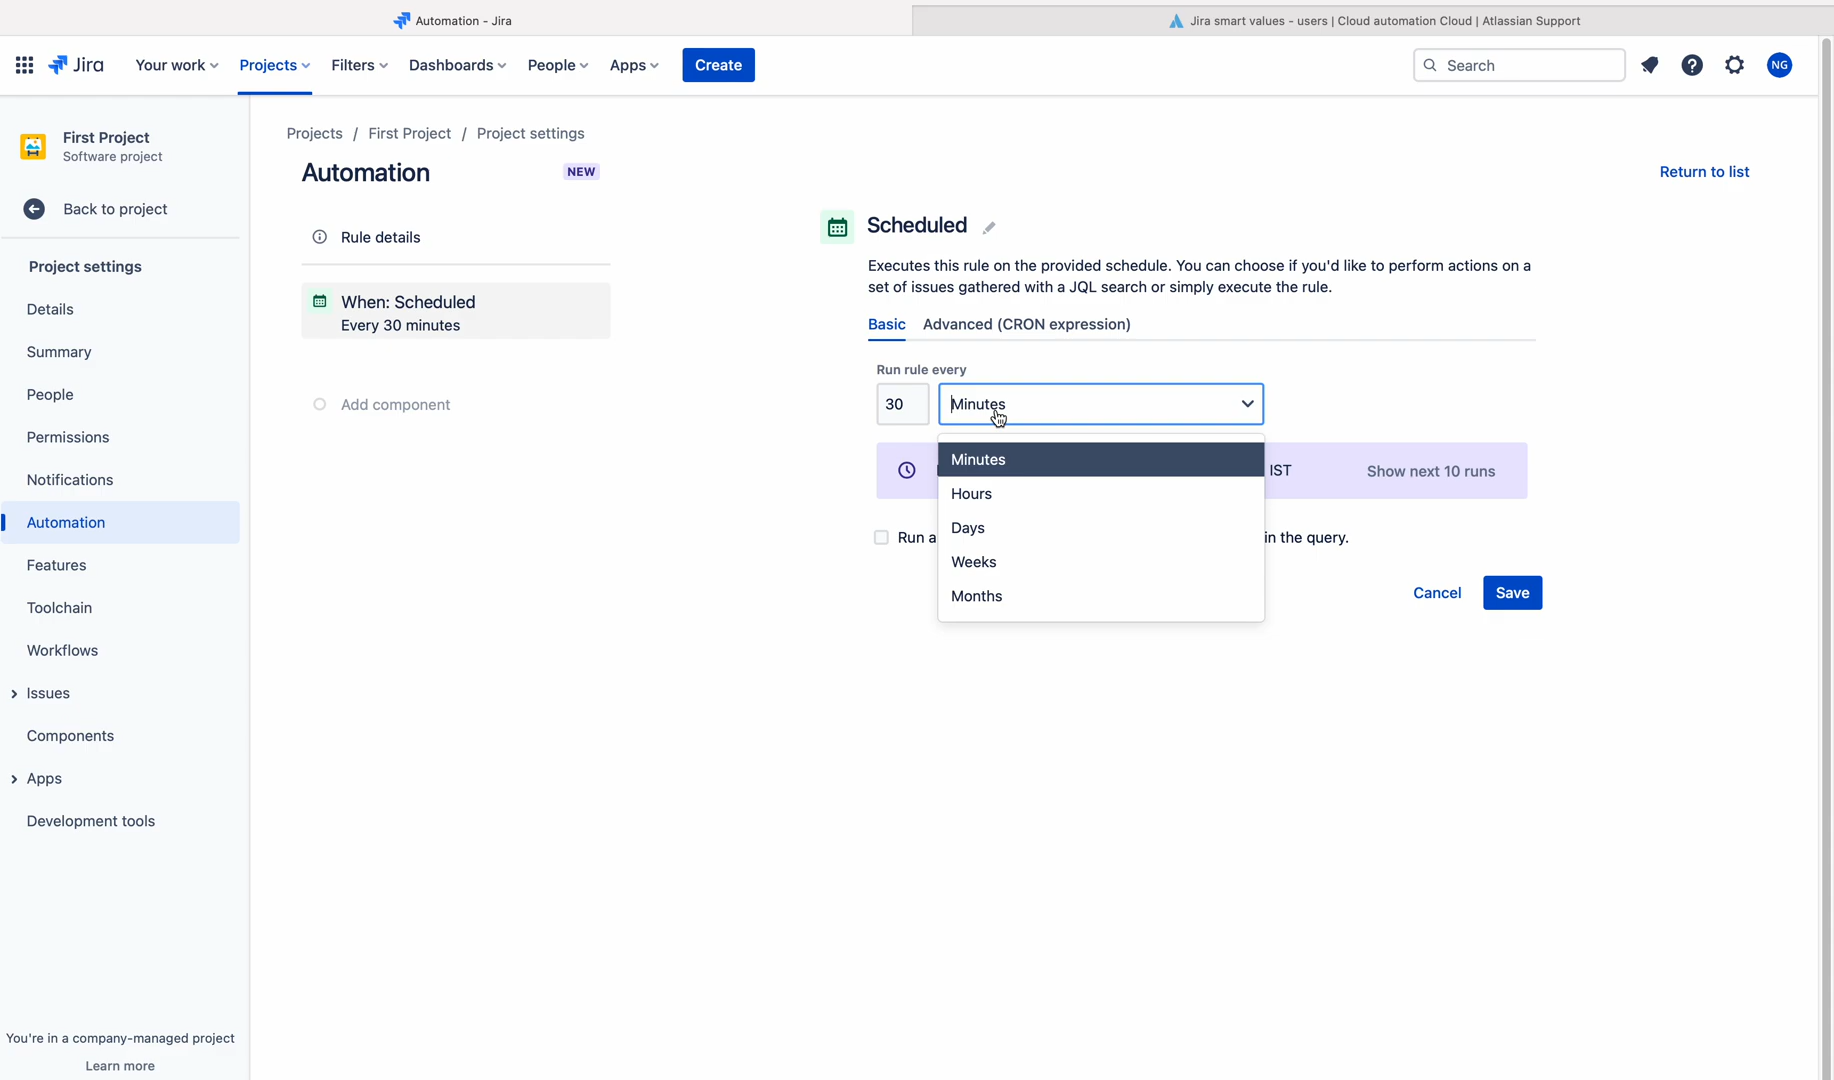 Automation - Jira
Jira smart values - users | Cloud automation Cloud | Atlassian Support
Jira
Your work
Projects
Filters
Dashboards
People
Apps
Create
Search
NG
First Project
Software project
Back to project
Project settings
Details
Summary
People
Permissions
Notifications
Automation
Features
Toolchain
Workflows
Issues
Components
Apps
Development tools
You're in a company-managed project
Learn more
Projects / First Project / Project settings
Automation
NEW
Return to list
Rule details
When: Scheduled
Every 30 minutes
Add component
Scheduled
Executes this rule on the provided schedule. You can choose if you'd like to perform actions on a
set of issues gathered with a JQL search or simply execute the rule.
Basic
Advanced (CRON expression)
Run rule every
30
Minutes
Minutes
Hours
Days
Weeks
Months
IST
Show next 10 runs
Run a
in the query.
Cancel
Save